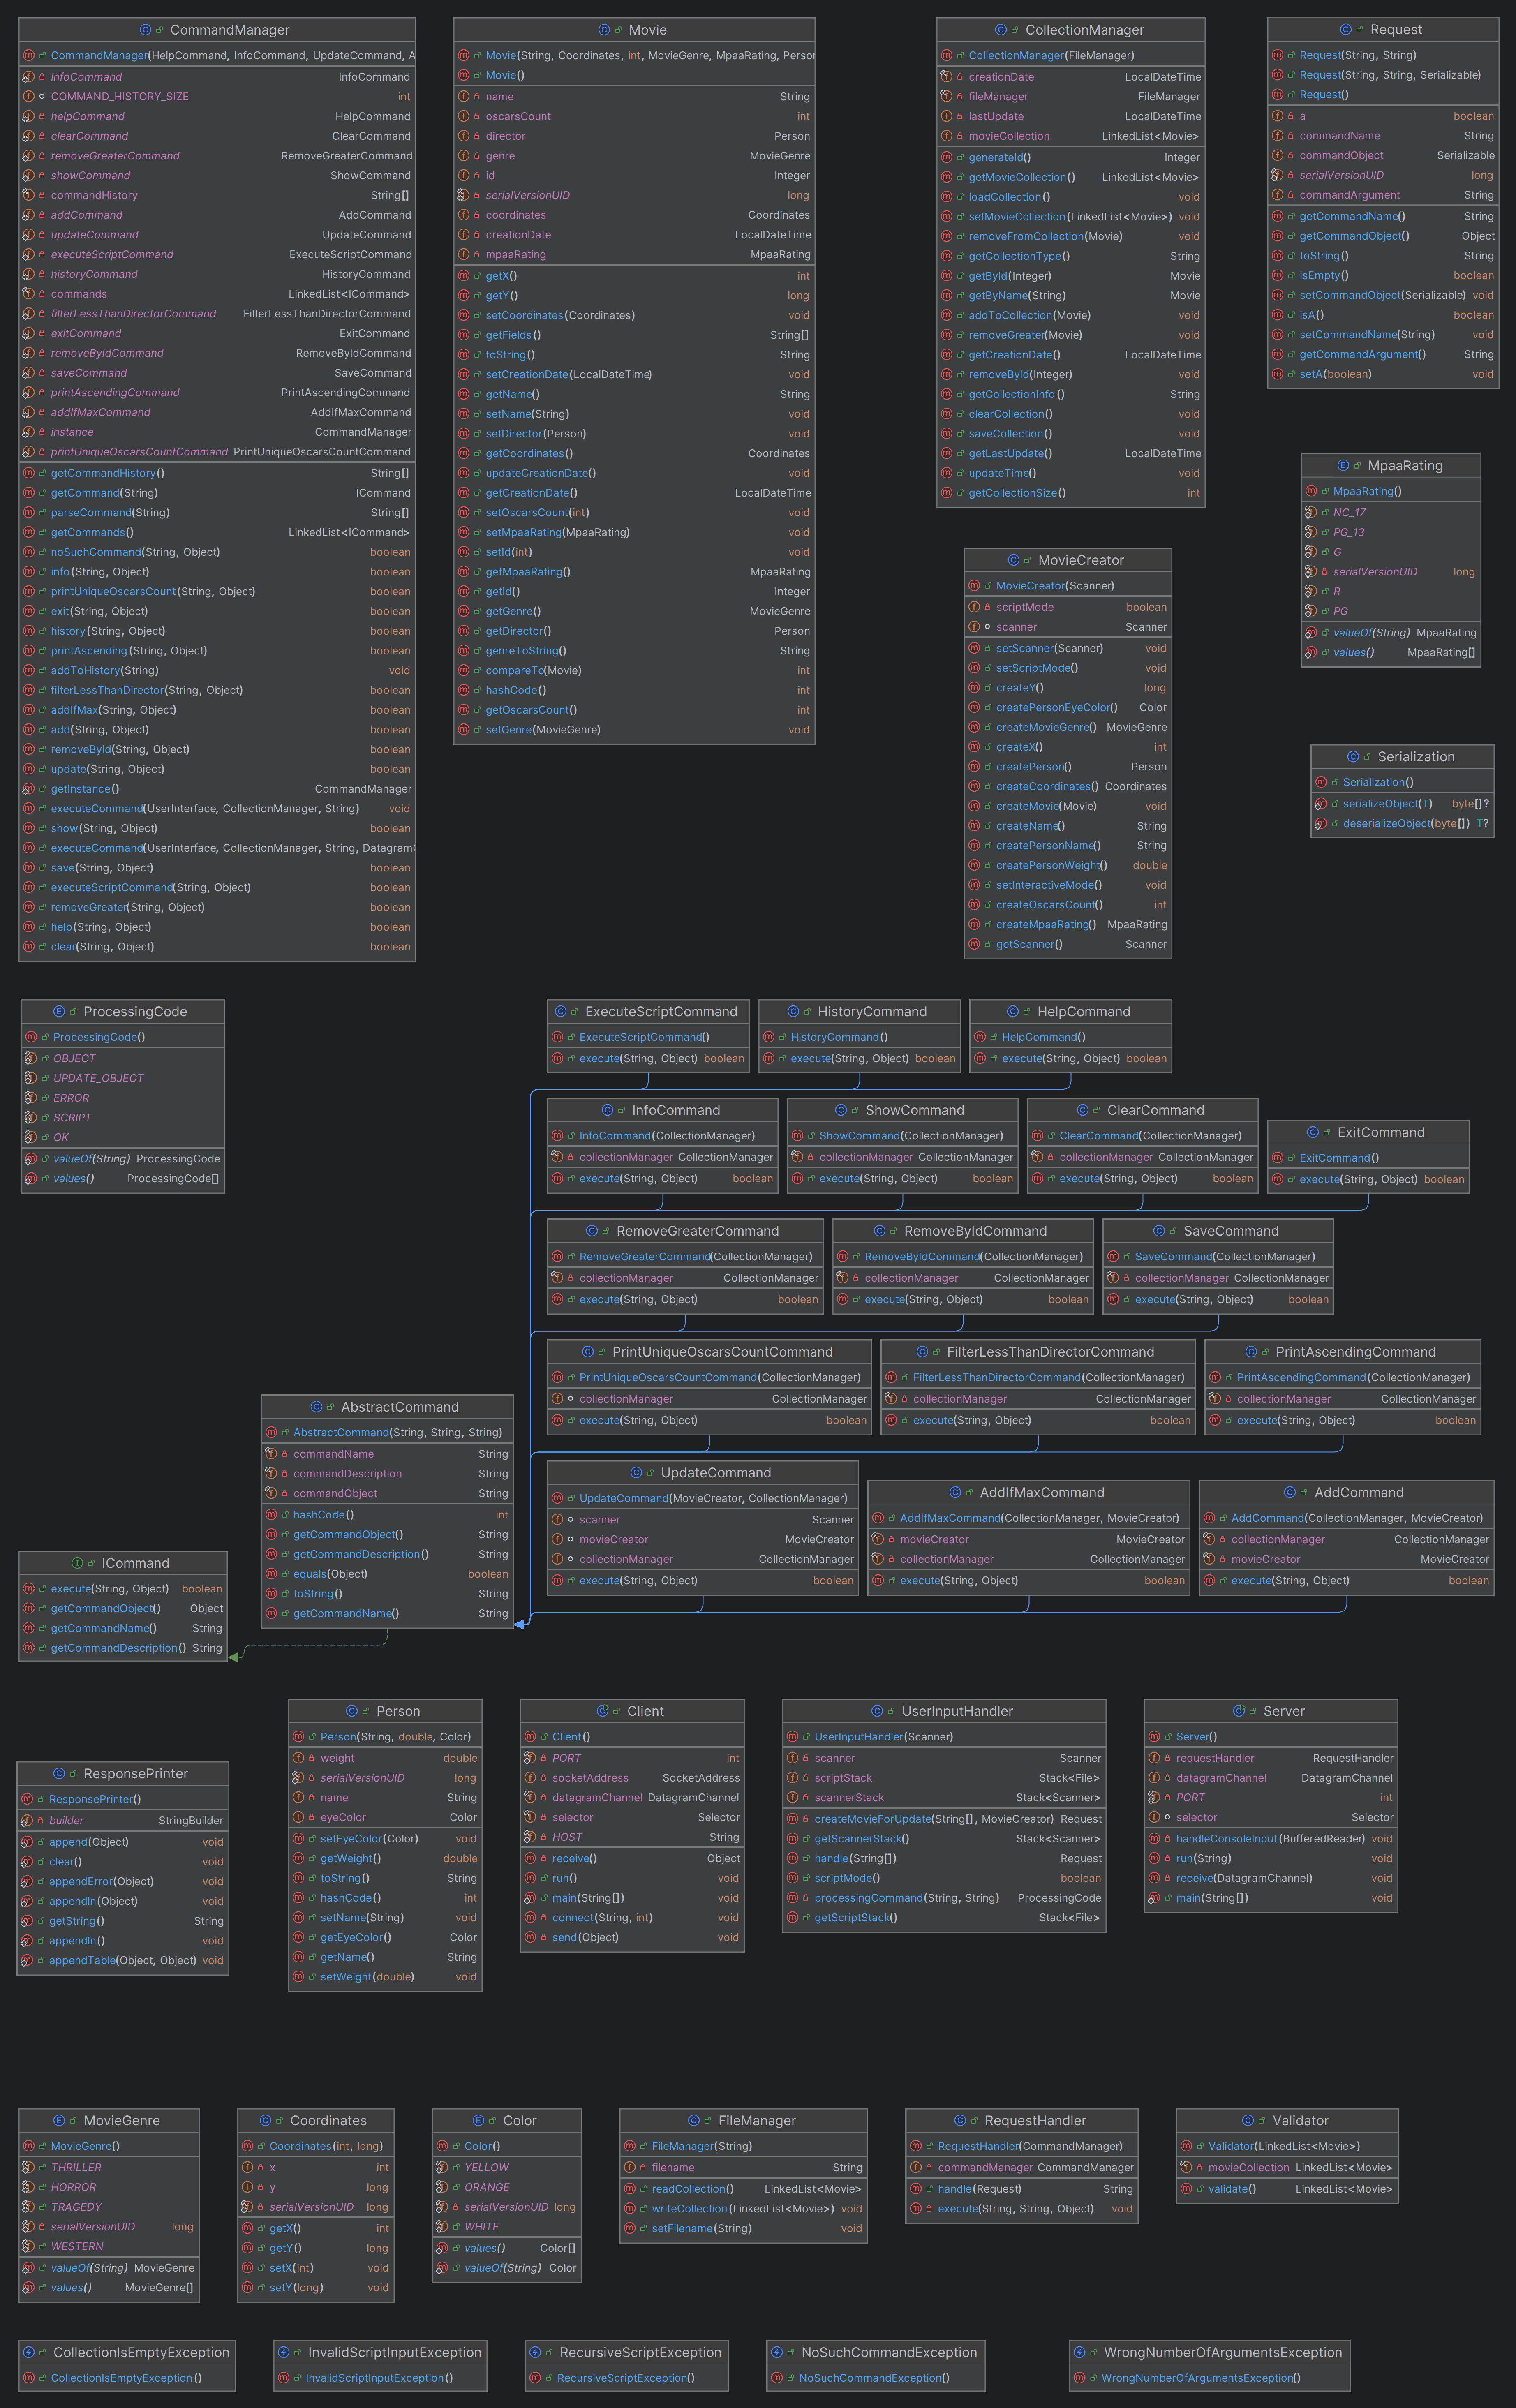 CommandManager
CommandManager(HelpCommand, InfoCommand, UpdateCommand, A
infoCommand InfoCommand
COMMAND_HISTORY_SIZE int
helpCommand HelpCommand
clearCommand ClearCommand
removeGreaterCommand RemoveGreaterCommand
showCommand ShowCommand
commandHistory String[]
addCommand AddCommand
updateCommand UpdateCommand
executeScriptCommand ExecuteScriptCommand
historyCommand HistoryCommand
commands LinkedList<ICommand>
filterLessThanDirectorCommand FilterLessThanDirectorCommand
exitCommand ExitCommand
removeByIdCommand RemoveByIdCommand
saveCommand SaveCommand
printAscendingCommand PrintAscendingCommand
addIfMaxCommand AddIfMaxCommand
instance CommandManager
printUniqueOscarsCountCommand PrintUniqueOscarsCountCommand
getCommandHistory() String[]
getCommand(String) ICommand
parseCommand(String) String[]
getCommands() LinkedList<ICommand>
noSuchCommand(String, Object) boolean
info(String, Object) boolean
printUniqueOscarsCount(String, Object) boolean
exit(String, Object) boolean
history(String, Object) boolean
printAscending(String, Object) boolean
addToHistory(String) void
filterLessThanDirector(String, Object) boolean
addIfMax(String, Object) boolean
add(String, Object) boolean
removeById(String, Object) boolean
update(String, Object) boolean
getInstance() CommandManager
executeCommand(UserInterface, CollectionManager, String) void
show(String, Object) boolean
executeCommand(UserInterface, CollectionManager, String, Datagram
save(String, Object) boolean
executeScriptCommand(String, Object) boolean
removeGreater(String, Object) boolean
help(String, Object) boolean
clear(String, Object) boolean
Movie
Movie(String, Coordinates, int, MovieGenre, MpaaRating, Person
Movie()
name String
oscarsCount int
director Person
genre MovieGenre
id Integer
serialVersionUID long
coordinates Coordinates
creationDate LocalDateTime
mpaaRating MpaaRating
getX() int
getY() long
setCoordinates(Coordinates) void
getFields() String[]
toString() String
setCreationDate(LocalDateTime) void
getName() String
setName(String) void
setDirector(Person) void
getCoordinates() Coordinates
updateCreationDate() void
getCreationDate() LocalDateTime
setOscarsCount(int) void
setMpaaRating(MpaaRating) void
setId(int) void
getMpaaRating() MpaaRating
getId() Integer
getGenre() MovieGenre
getDirector() Person
genreToString() String
compareTo(Movie) int
hashCode() int
getOscarsCount() int
setGenre(MovieGenre) void
CollectionManager
CollectionManager(FileManager)
creationDate LocalDateTime
fileManager FileManager
lastUpdate LocalDateTime
movieCollection LinkedList<Movie>
generateId() Integer
getMovieCollection() LinkedList<Movie>
loadCollection() void
setMovieCollection(LinkedList<Movie>) void
removeFromCollection(Movie) void
getCollectionType() String
getById(Integer) Movie
getByName(String) Movie
addToCollection(Movie) void
removeGreater(Movie) void
getCreationDate() LocalDateTime
removeById(Integer) void
getCollectionInfo() String
clearCollection() void
saveCollection() void
getLastUpdate() LocalDateTime
updateTime() void
getCollectionSize() int
Request
Request(String, String)
Request(String, String, Serializable)
Request()
a boolean
commandName String
commandObject Serializable
serialVersionUID long
commandArgument String
getCommandName() String
getCommandObject() Object
toString() String
isEmpty() boolean
setCommandObject(Serializable) void
isA() boolean
setCommandName(String) void
getCommandArgument() String
setA(boolean) void
MpaaRating
MpaaRating()
NC_17
PG_13
G
serialVersionUID long
R
PG
valueOf(String) MpaaRating
values() MpaaRating[]
MovieCreator
MovieCreator(Scanner)
scriptMode boolean
scanner Scanner
setScanner(Scanner) void
setScriptMode() void
createY() long
createPersonEyeColor() Color
createMovieGenre() MovieGenre
createX() int
createPerson() Person
createCoordinates() Coordinates
createMovie(Movie) void
createName() String
createPersonName() String
createPersonWeight() double
setInteractiveMode() void
createOscarsCount() int
createMpaaRating() MpaaRating
getScanner() Scanner
Serialization
Serialization()
serializeObject(T) byte[]?
deserializeObject(byte[]) T?
ProcessingCode
ProcessingCode()
OBJECT
UPDATE_OBJECT
ERROR
SCRIPT
OK
valueOf(String) ProcessingCode
values() ProcessingCode[]
ExecuteScriptCommand
ExecuteScriptCommand()
execute(String, Object) boolean
HistoryCommand
HistoryCommand()
execute(String, Object) boolean
HelpCommand
HelpCommand()
execute(String, Object) boolean
InfoCommand
InfoCommand(CollectionManager)
collectionManager CollectionManager
execute(String, Object) boolean
ShowCommand
ShowCommand(CollectionManager)
collectionManager CollectionManager
execute(String, Object) boolean
ClearCommand
ClearCommand(CollectionManager)
collectionManager CollectionManager
execute(String, Object) boolean
ExitCommand
ExitCommand()
execute(String, Object) boolean
RemoveGreaterCommand
RemoveGreaterCommand(CollectionManager)
collectionManager CollectionManager
execute(String, Object) boolean
RemoveByIdCommand
RemoveByIdCommand(CollectionManager)
collectionManager CollectionManager
execute(String, Object) boolean
SaveCommand
SaveCommand(CollectionManager)
collectionManager CollectionManager
execute(String, Object) boolean
PrintUniqueOscarsCountCommand
PrintUniqueOscarsCountCommand(CollectionManager)
collectionManager CollectionManager
execute(String, Object) boolean
FilterLessThanDirectorCommand
FilterLessThanDirectorCommand(CollectionManager)
collectionManager CollectionManager
execute(String, Object) boolean
PrintAscendingCommand
PrintAscendingCommand(CollectionManager)
collectionManager CollectionManager
execute(String, Object) boolean
AbstractCommand
AbstractCommand(String, String, String)
commandName String
commandDescription String
commandObject String
hashCode() int
getCommandObject() String
getCommandDescription() String
equals(Object) boolean
toString() String
getCommandName() String
UpdateCommand
UpdateCommand(MovieCreator, CollectionManager)
scanner Scanner
movieCreator MovieCreator
collectionManager CollectionManager
execute(String, Object) boolean
AddIfMaxCommand
AddIfMaxCommand(CollectionManager, MovieCreator)
movieCreator MovieCreator
collectionManager CollectionManager
execute(String, Object) boolean
AddCommand
AddCommand(CollectionManager, MovieCreator)
collectionManager CollectionManager
movieCreator MovieCreator
execute(String, Object) boolean
ICommand
execute(String, Object) boolean
getCommandObject() Object
getCommandName() String
getCommandDescription() String
ResponsePrinter
ResponsePrinter()
builder StringBuilder
append(Object) void
clear() void
appendError(Object) void
appendln(Object) void
getString() String
appendln() void
appendTable(Object, Object) void
Person
Person(String, double, Color)
weight double
serialVersionUID long
name String
eyeColor Color
setEyeColor(Color) void
getWeight() double
toString() String
hashCode() int
setName(String) void
getEyeColor() Color
getName() String
setWeight(double) void
Client
Client()
PORT int
socketAddress SocketAddress
datagramChannel DatagramChannel
selector Selector
HOST String
receive() Object
run() void
main(String[]) void
connect(String, int) void
send(Object) void
UserInputHandler
UserInputHandler(Scanner)
scanner Scanner
scriptStack Stack<File>
scannerStack Stack<Scanner>
createMovieForUpdate(String[], MovieCreator) Request
getScannerStack() Stack<Scanner>
handle(String[]) Request
scriptMode() boolean
processingCommand(String, String) ProcessingCode
getScriptStack() Stack<File>
Server
Server()
requestHandler RequestHandler
datagramChannel DatagramChannel
PORT int
selector Selector
handleConsoleInput(BufferedReader) void
run(String) void
receive(DatagramChannel) void
main(String[]) void
MovieGenre
MovieGenre()
THRILLER
HORROR
TRAGEDY
serialVersionUID long
WESTERN
valueOf(String) MovieGenre
values() MovieGenre[]
Coordinates
Coordinates(int, long)
x int
y long
serialVersionUID long
getX() int
getY() long
setX(int) void
setY(long) void
Color
Color()
YELLOW
ORANGE
serialVersionUID long
WHITE
values() Color[]
valueOf(String) Color
FileManager
FileManager(String)
filename String
readCollection() LinkedList<Movie>
writeCollection(LinkedList<Movie>) void
setFilename(String) void
RequestHandler
RequestHandler(CommandManager)
commandManager CommandManager
handle(Request) String
execute(String, String, Object) void
Validator
Validator(LinkedList<Movie>)
movieCollection LinkedList<Movie>
validate() LinkedList<Movie>
CollectionIsEmptyException
CollectionIsEmptyException()
InvalidScriptInputException
InvalidScriptInputException()
RecursiveScriptException
RecursiveScriptException()
NoSuchCommandException
NoSuchCommandException()
WrongNumberOfArgumentsException
WrongNumberOfArgumentsException()